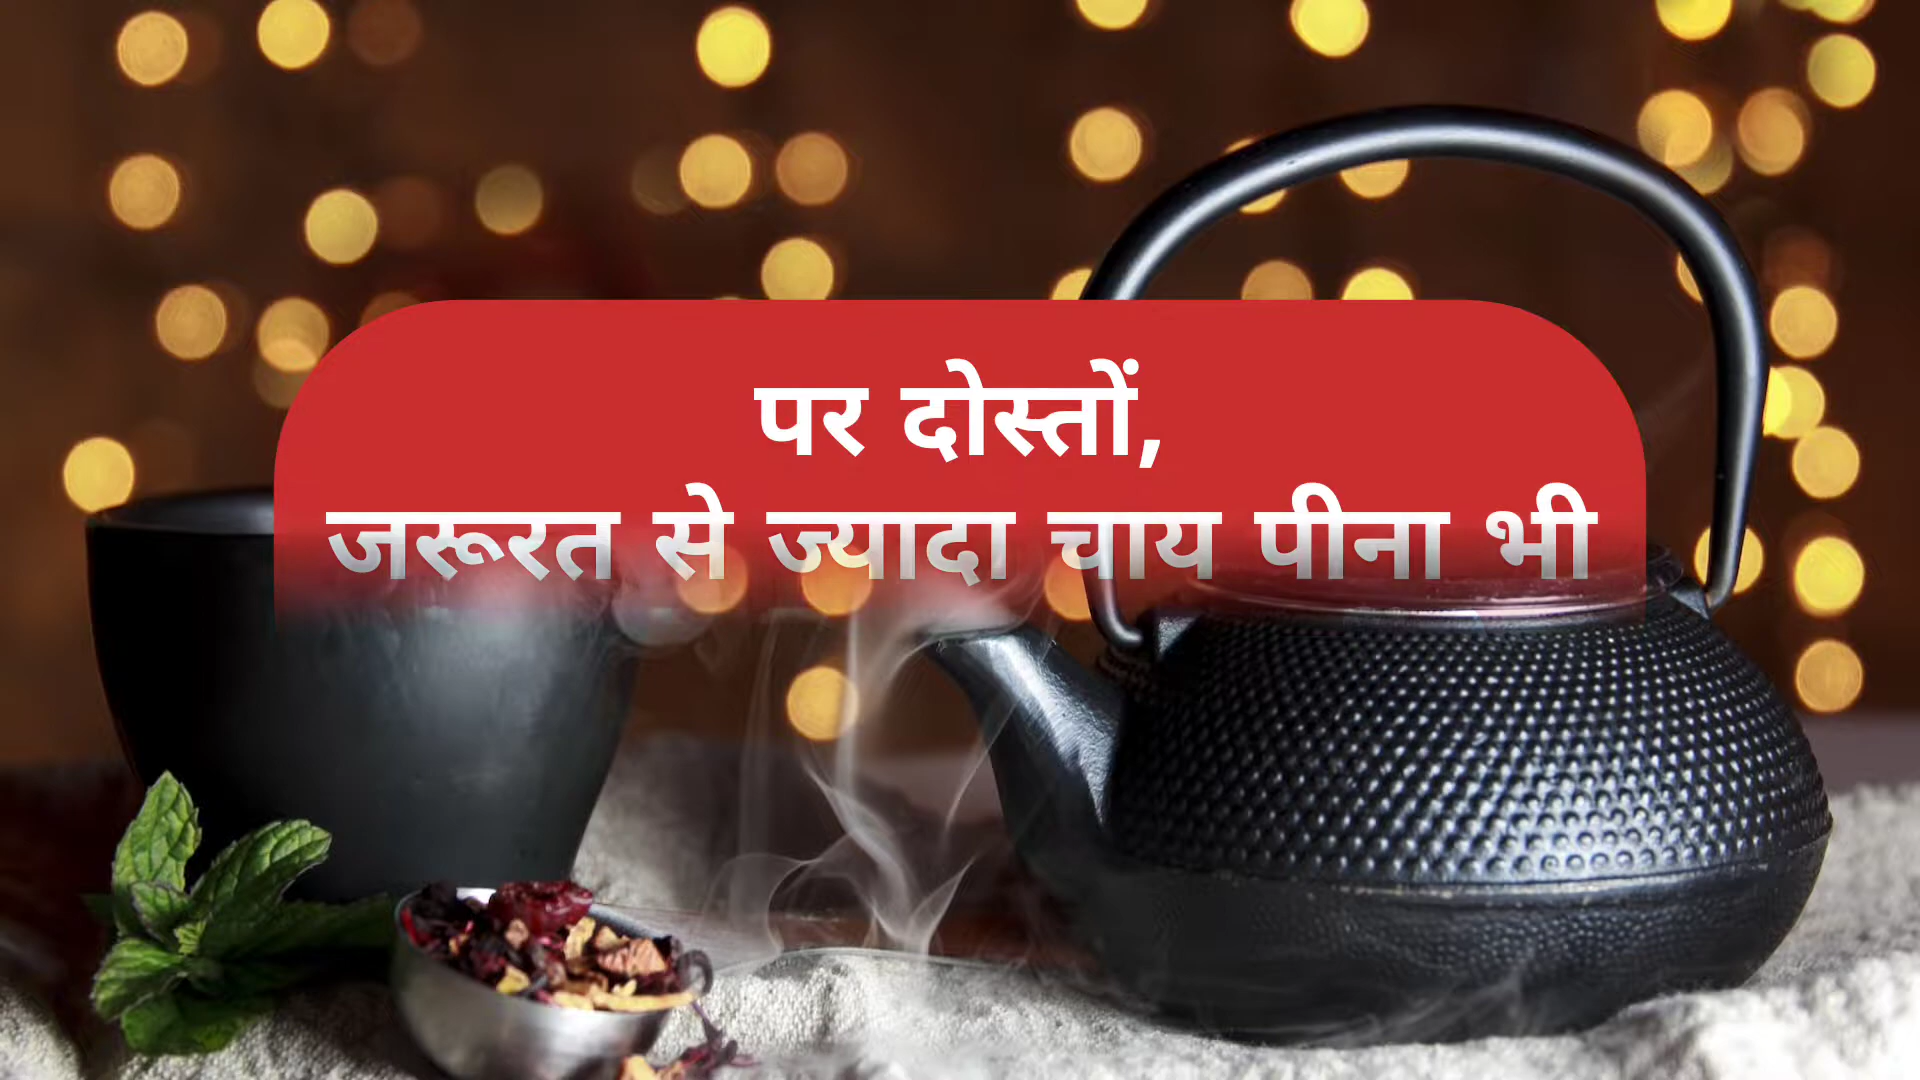 पर दोस्तों,
जरूरत से ज्यादा चाय पीना भी